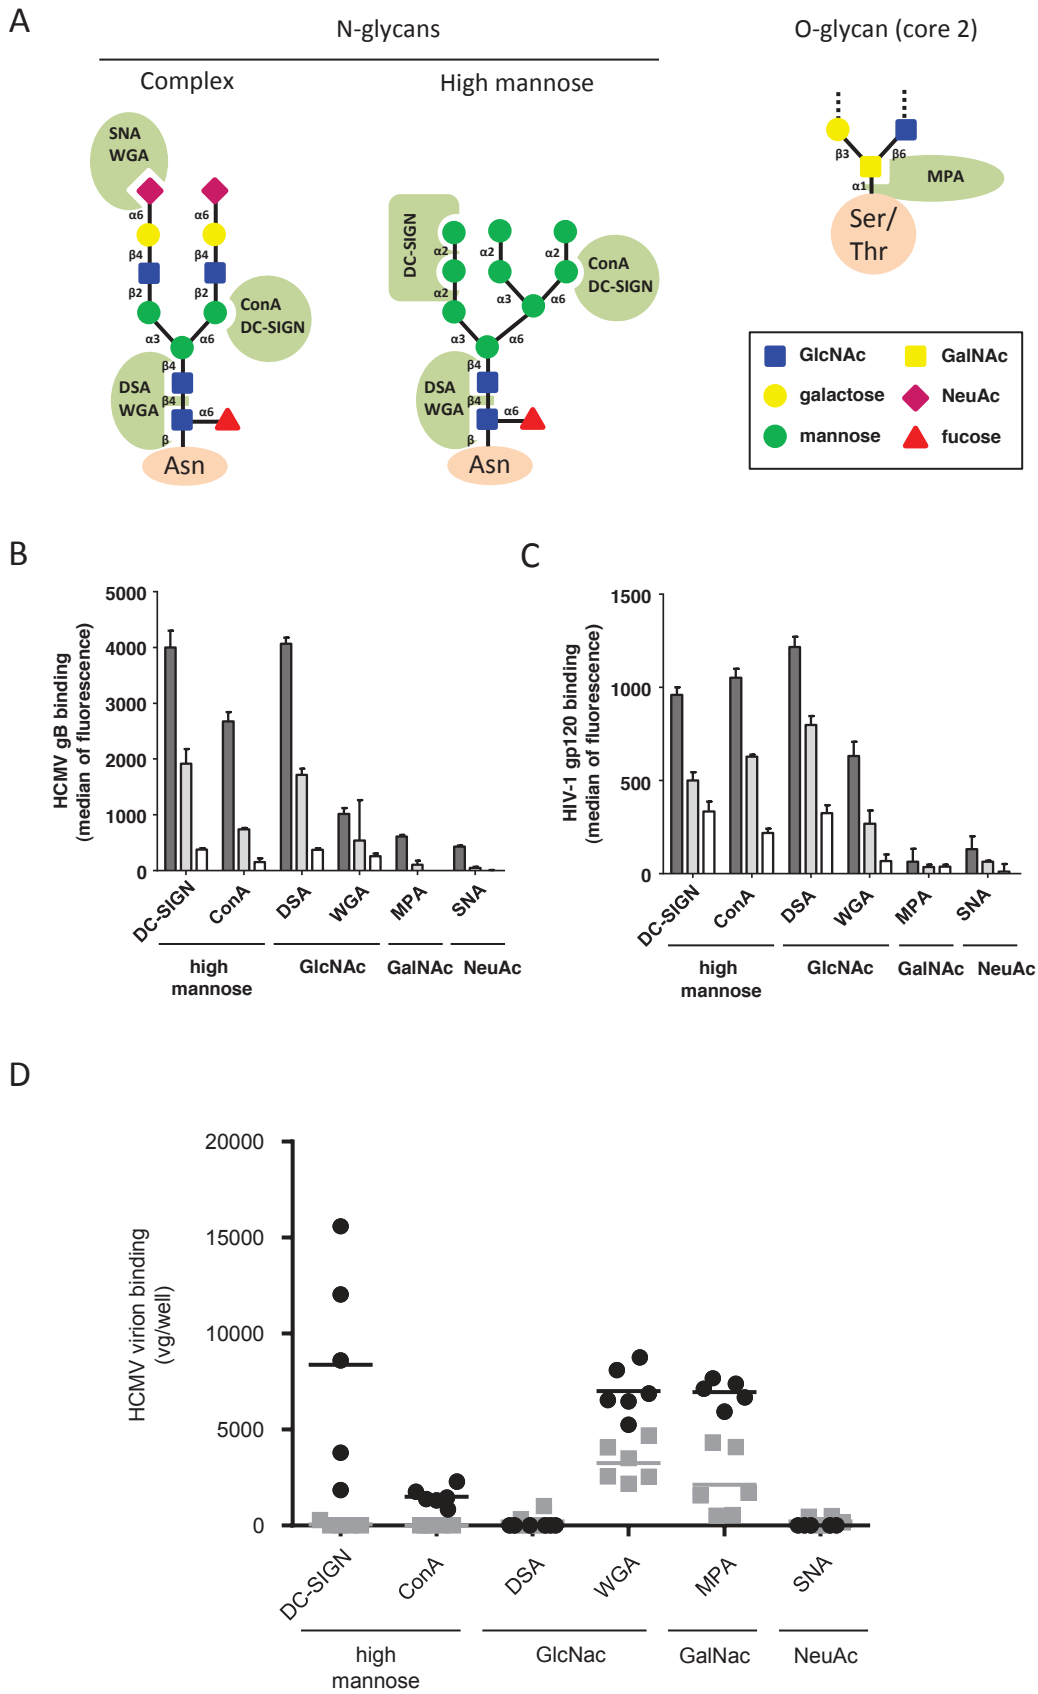 A
N-glycans
O-glycan (core 2)
Complex
High mannose
SNA
WGA
α6
α6
β4
β4
β2
β2
ConA
DC-SIGN
α3
α6
β4
DSA
WGA
β4
α6
β
Asn
DC-SIGN
α2
α2
α2
α2
ConA
DC-SIGN
α3
α6
α3
α6
β4
DSA
WGA
β4
α6
β
Asn
β3
β6
MPA
α1
Ser/
Thr
GlcNAc
GalNAc
galactose
NeuAc
mannose
fucose
B
HCMV gB binding
(median of fluorescence)
5000
4000
3000
2000
1000
0
DC-SIGN
ConA
DSA
WGA
MPA
SNA
high
mannose
GlcNAc
GalNAc
NeuAc
C
HIV-1 gp120 binding
(median of fluorescence)
1500
1000
500
0
DC-SIGN
ConA
DSA
WGA
MPA
SNA
high
mannose
GlcNAc
GalNAc
NeuAc
D
HCMV virion binding
(vg/well)
20000
15000
10000
5000
0
DC-SIGN
ConA
DSA
WGA
MPA
SNA
high
mannose
GlcNac
GalNac
NeuAc